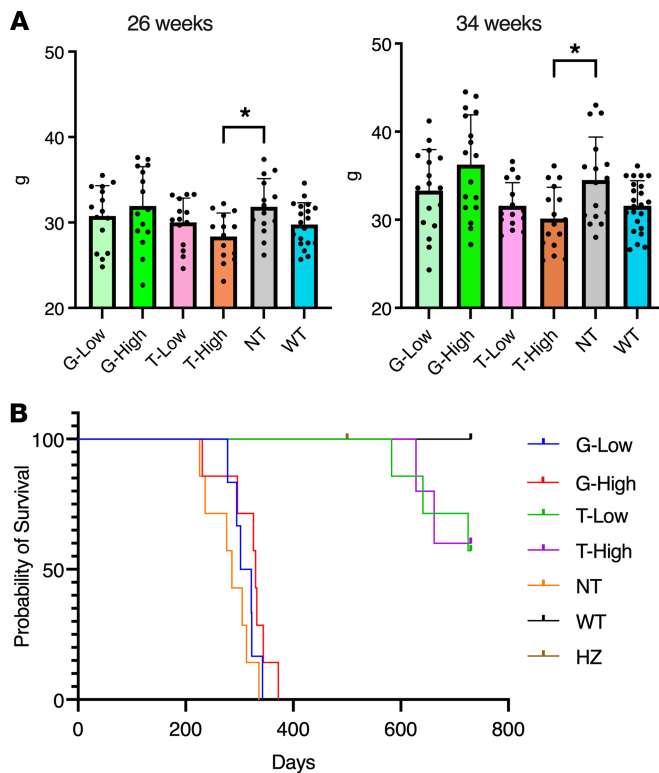 A
26 weeks
34 weeks
50
40
30
20
g
*
G-Low
G-High
T-Low
T-High
NT
WT
50
40
30
20
g
*
G-Low
G-High
T-Low
T-High
NT
WT
B
Probability of Survival
100
50
0
0
200
400
600
800
Days
G-Low
G-High
T-Low
T-High
NT
WT
HZ